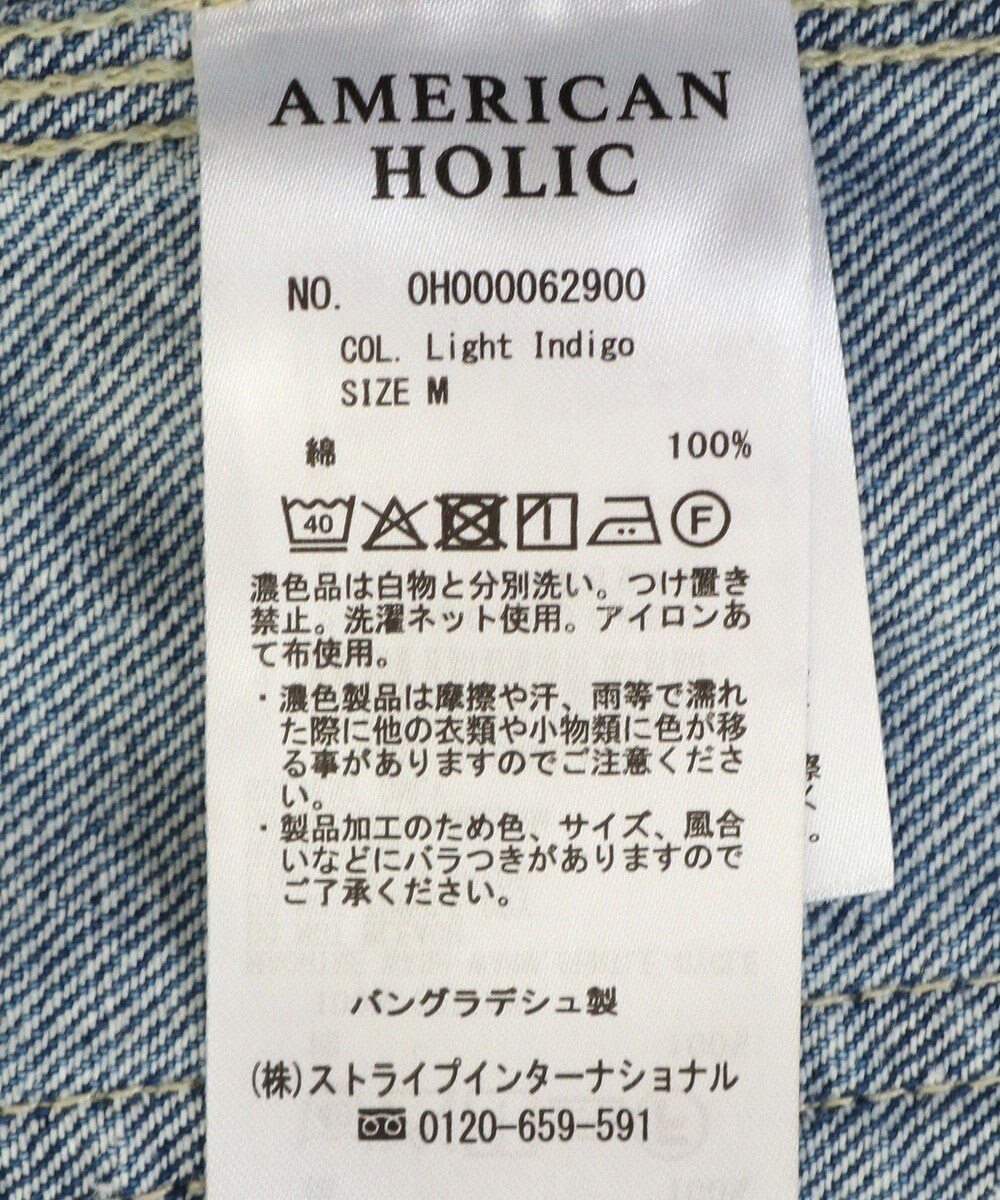 AMERICAN
HOLIC
NO. 0H000062900
COL. Light Indigo
SIZE M
綿 100%
40 F
濃色品は白物と分別洗い。つけ置き
禁止。洗濯ネット使用。アイロンあ
て布使用。
・濃色製品は摩擦や汗、雨等で濡れ
た際に他の衣類や小物類に色が移
る事がありますのでご注意くださ
い。
・製品加工のため色、サイズ、風合
いなどにバラつきがありますので
ご了承ください。
バングラデシュ製
(株)ストライプインターナショナル
0120-659-591